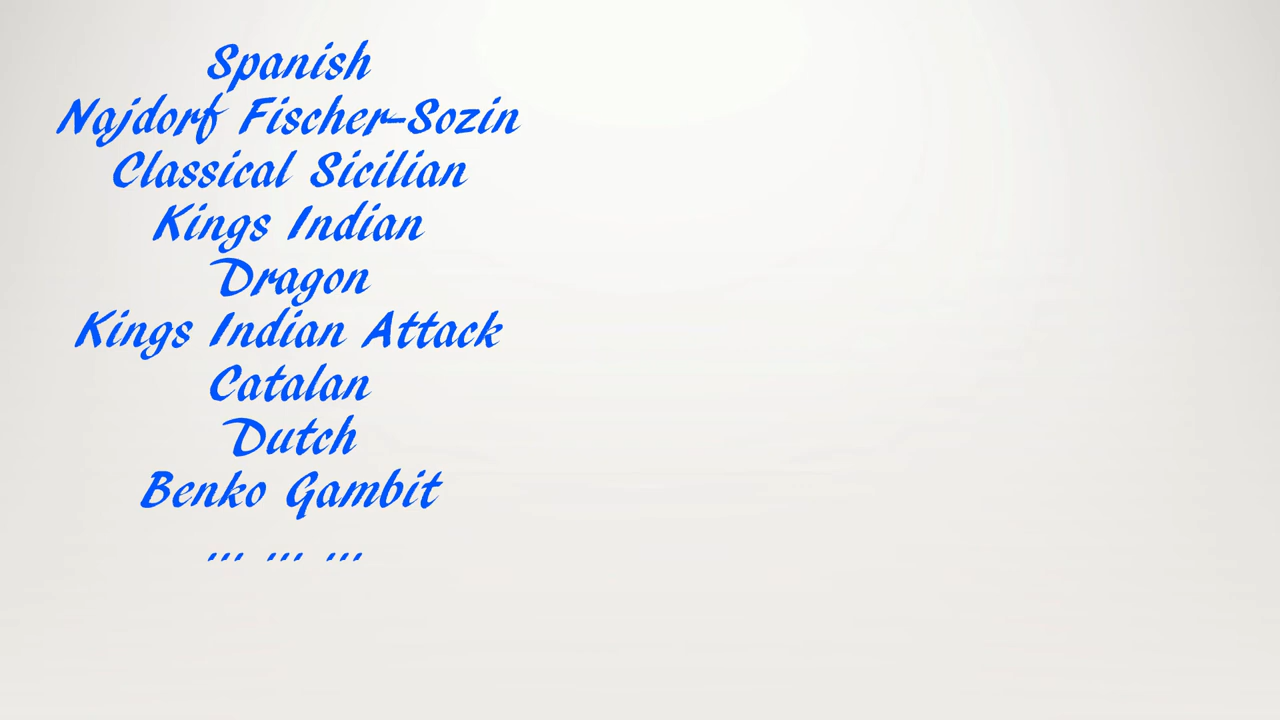 Spanish
Najdorf Fischer-Sozin
Classical Sicilian
Kings Indian
Dragon
Kings Indian Attack
Catalan
Dutch
Benko Gambit
... ... ...